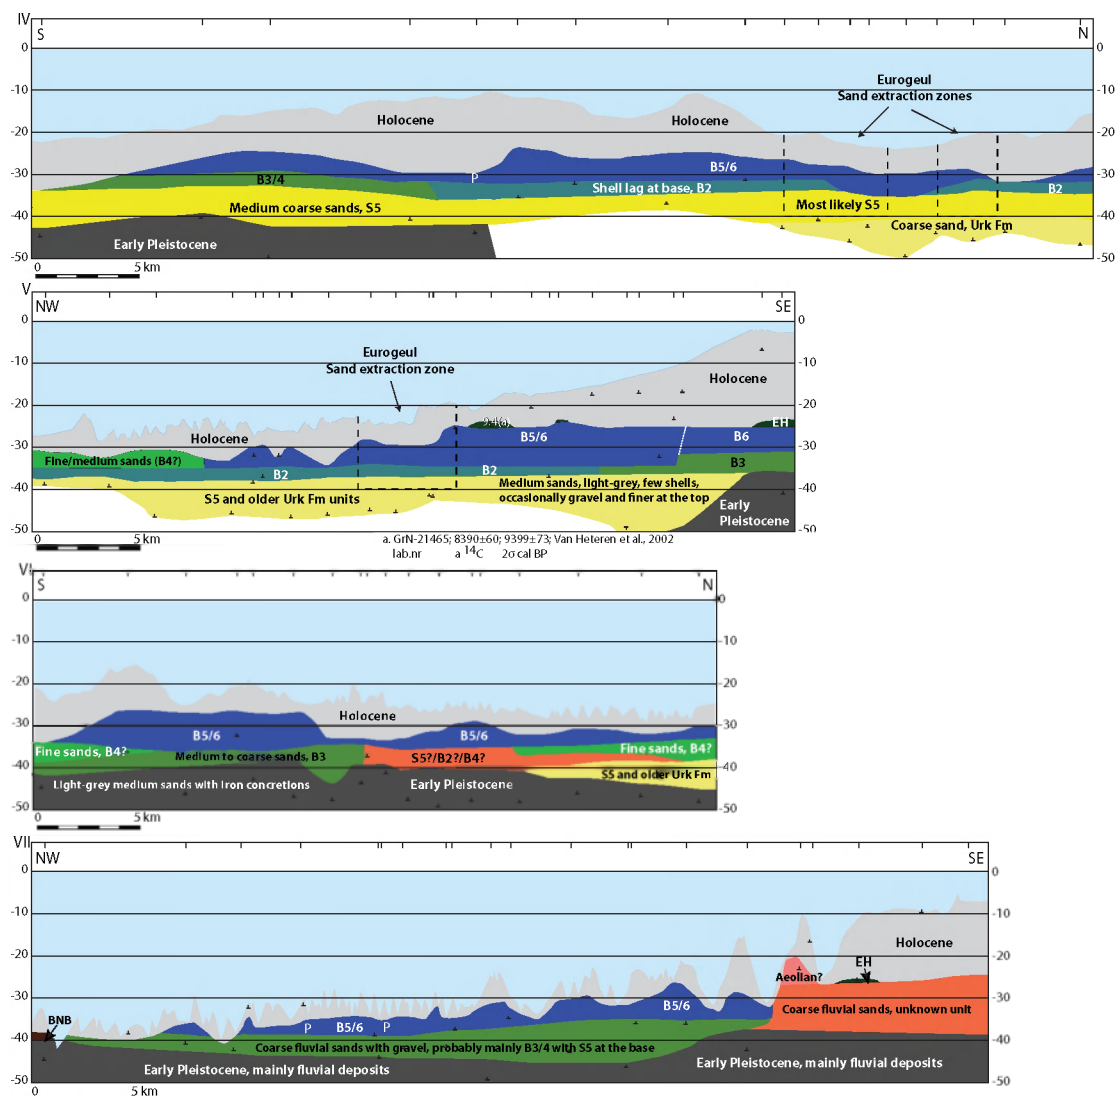 IV
S
N
0
0
-10
-10
-20
-20
-30
-30
-40
-40
-50
-50
Eurogeul
Sand extraction zones
Holocene
Holocene
B5/6
B3/4
P
Shell lag at base, B2
B2
Medium coarse sands, S5
Most likely S5
Coarse sand, Urk Fm
Early Pleistocene
0
5 km
V
NW
SE
0
0
-10
-10
-20
-20
-30
-30
-40
-40
-50
-50
Eurogeul
Sand extraction zone
Holocene
Holocene
EH
B5/6
B6
Fine/medium sands (B4?)
B2
B2
B3
Medium sands, light-grey, few shells,
occasionally gravel and finer at the top
S5 and older Urk Fm units
Early
Pleistocene
a. GrN-21465; 8390±60; 9399±73; Van Heteren et al., 2002
lab.nr a 14C 2σ cal BP
0
5 km
VI
S
N
0
0
-10
-10
-20
-20
-30
-30
-40
-40
-50
-50
Holocene
B5/6
B5/6
Fine sands, B4?
Fine sands, B4?
Medium to coarse sands, B3
S5?/B2?/B4?
S5 and older Urk Fm
Light-grey medium sands with iron concretions
Early Pleistocene
0
5 km
VII
NW
SE
0
0
-10
-10
-20
-20
-30
-30
-40
-40
-50
-50
Holocene
EH
Aeolian?
Coarse fluvial sands, unknown unit
BNB
P
B5/6
P
B5/6
Coarse fluvial sands with gravel, probably mainly B3/4 with S5 at the base
Early Pleistocene, mainly fluvial deposits
Early Pleistocene, mainly fluvial deposits
0
5 km